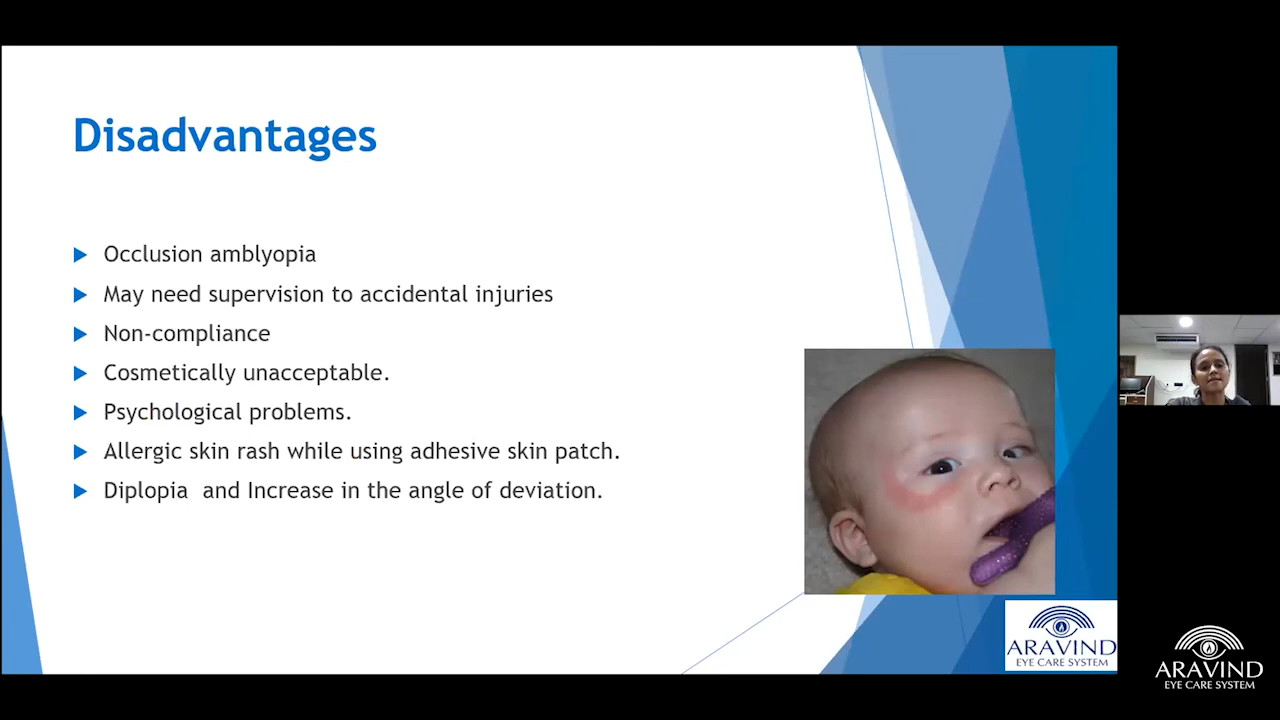 Disadvantages
Occlusion amblyopia
May need supervision to accidental injuries
Non-compliance
Cosmetically unacceptable.
Psychological problems.
Allergic skin rash while using adhesive skin patch.
Diplopia  and Increase in the angle of deviation.
ARAVIND
EYE CARE SYSTEM
ARAVIND
EYE CARE SYSTEM